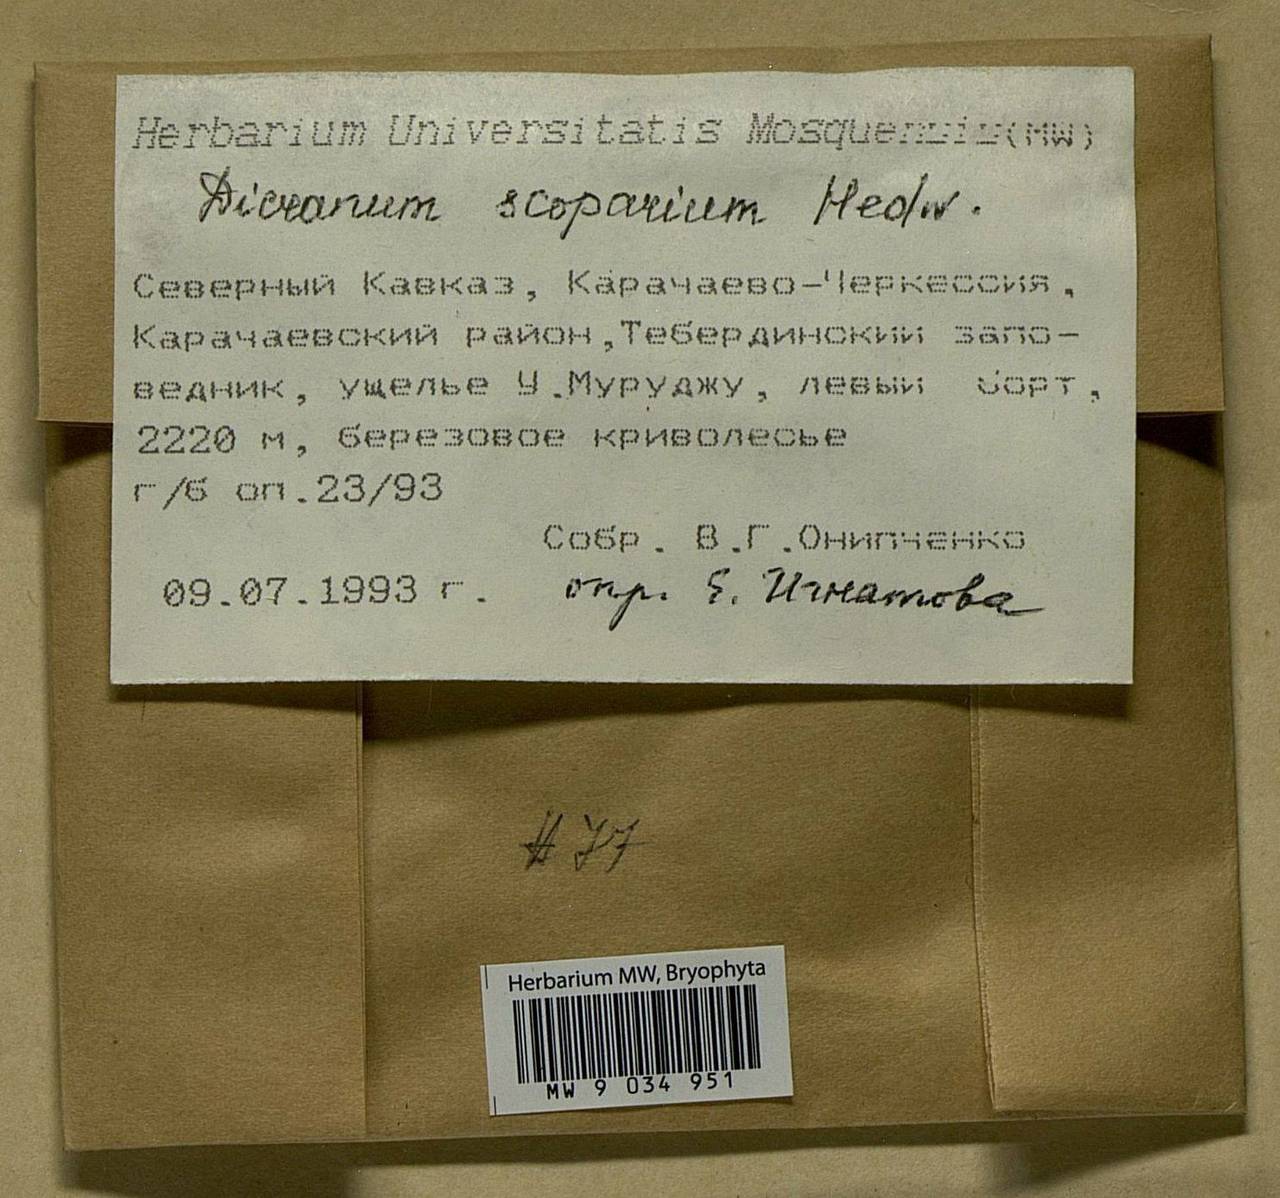 Herbarium Universitatis Mosquensis(MW)
Dicranum scoparium Hedw.
Северный Кавказ, Карачаево-Черкессия,
Карачаевский район,Тебердинский запо-
ведник, ущелье У.Муруджу, левый борт,
2220 м, березовое криволесье
г/б оп.23/93
Собр. В.Г.Онипченко
09.07.1993 г. опр. Е. Игнатова
# 77
Herbarium MW, Bryophyta
MW 9 034 951